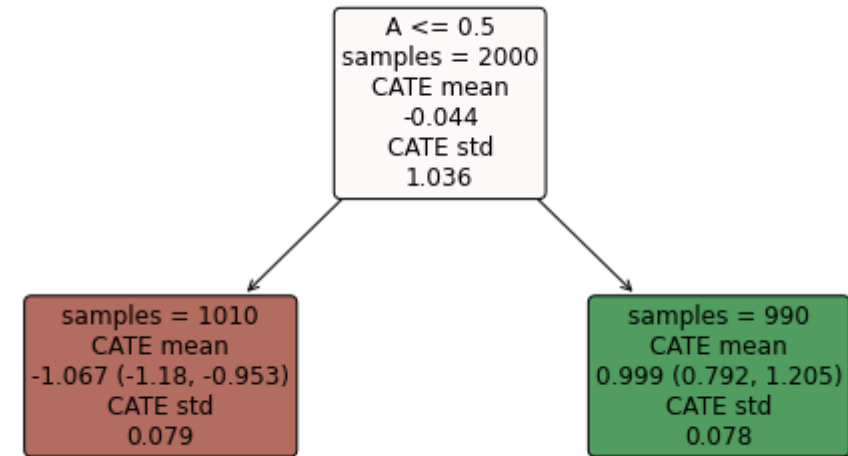 A <= 0.5
samples = 2000
CATE mean
-0.044
CATE std
1.036
samples = 1010
CATE mean
-1.067 (-1.18, -0.953)
CATE std
0.079
samples = 990
CATE mean
0.999 (0.792, 1.205)
CATE std
0.078